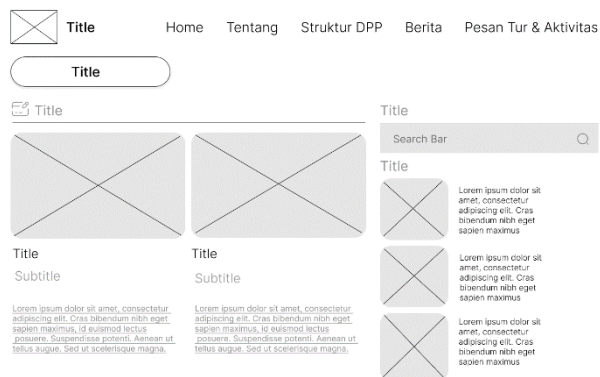 Title
Home Tentang Struktur DPP Berita Pesan Tur & Aktivitas
Title
Title
Title
Subtitle
Lorem ipsum dolor sit amet, consectetur
adipiscing elit. Cras bibendum nibh eget
sapien maximus, id euismod lectus
posuere. Suspendisse potenti. Aenean ut
tellus augue. Sed ut scelerisque magna.
Title
Subtitle
Lorem ipsum dolor sit amet, consectetur
adipiscing elit. Cras bibendum nibh eget
sapien maximus, id euismod lectus
posuere. Suspendisse potenti. Aenean ut
tellus augue. Sed ut scelerisque magna.
Title
Search Bar
Title
Lorem ipsum dolor sit
amet, consectetur
adipiscing elit. Cras
bibendum nibh eget
sapien maximus
Lorem ipsum dolor sit
amet, consectetur
adipiscing elit. Cras
bibendum nibh eget
sapien maximus
Lorem ipsum dolor sit
amet, consectetur
adipiscing elit. Cras
bibendum nibh eget
sapien maximus